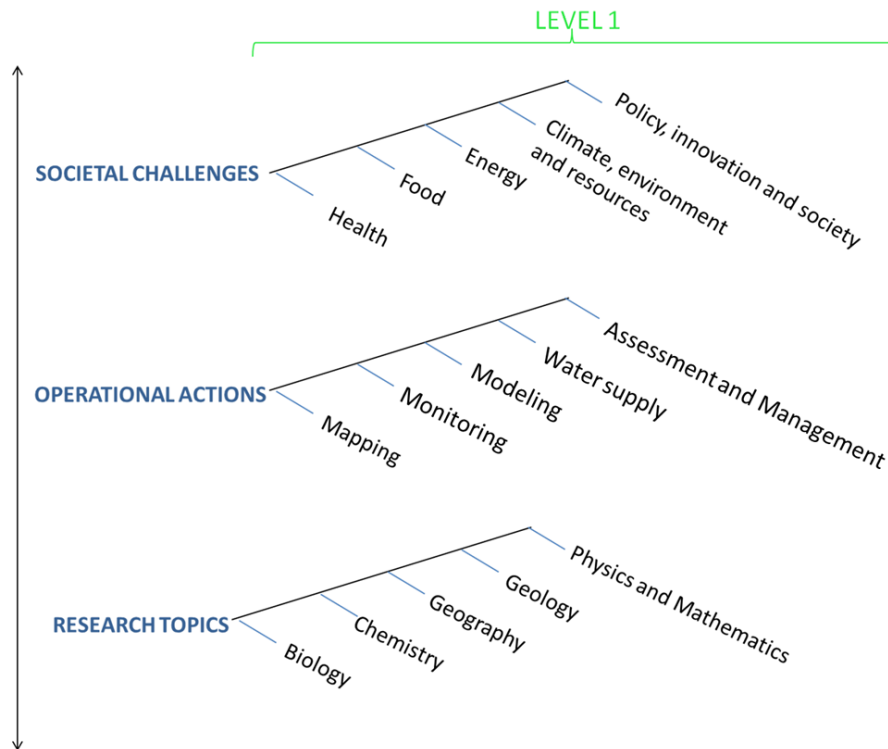 LEVEL 1
SOCIETAL CHALLENGES
Health
Food
Energy
Climate, environment
and resources
Policy, innovation and society
OPERATIONAL ACTIONS
Mapping
Monitoring
Modeling
Water supply
Assessment and Management
RESEARCH TOPICS
Biology
Chemistry
Geography
Geology
Physics and Mathematics